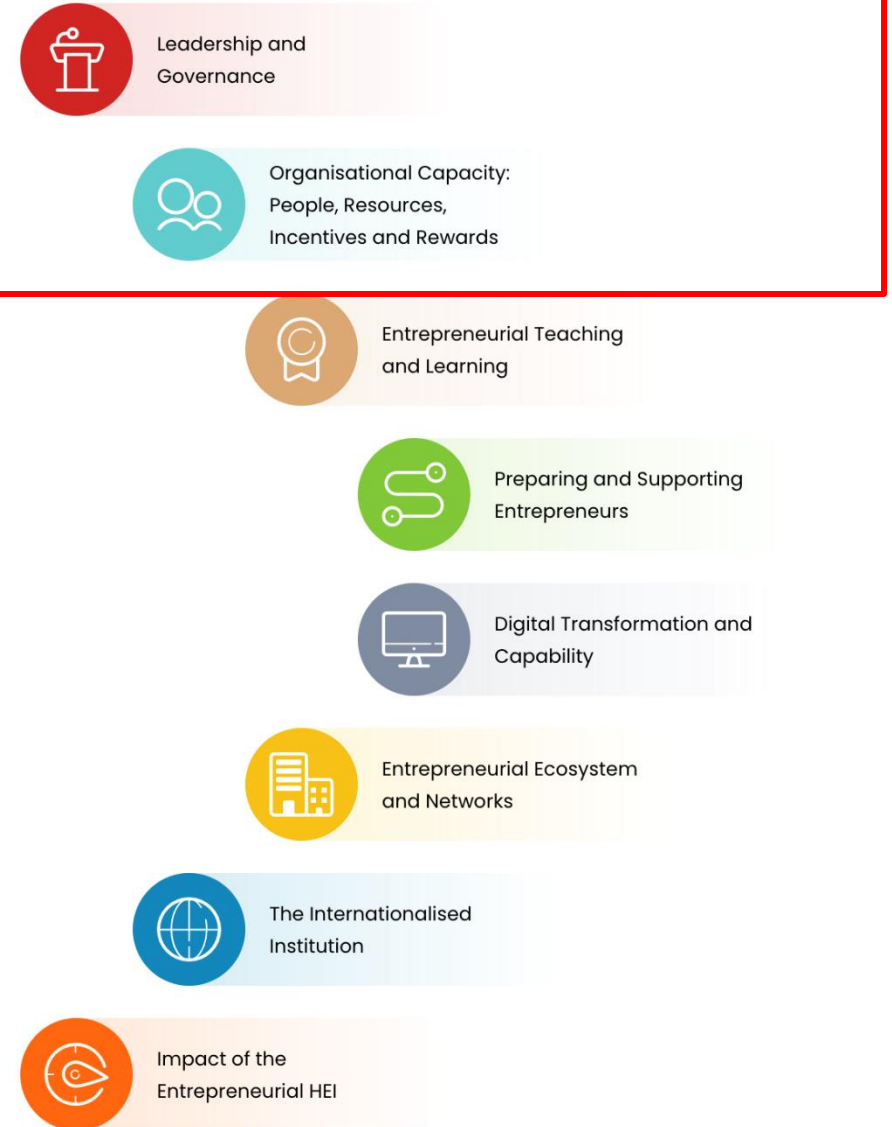 Leadership and
Governance
Organisational Capacity:
People, Resources,
Incentives and Rewards
Entrepreneurial Teaching
and Learning
Preparing and Supporting
Entrepreneurs
Digital Transformation and
Capability
Entrepreneurial Ecosystem
and Networks
The Internationalised
Institution
Impact of the
Entrepreneurial HEI